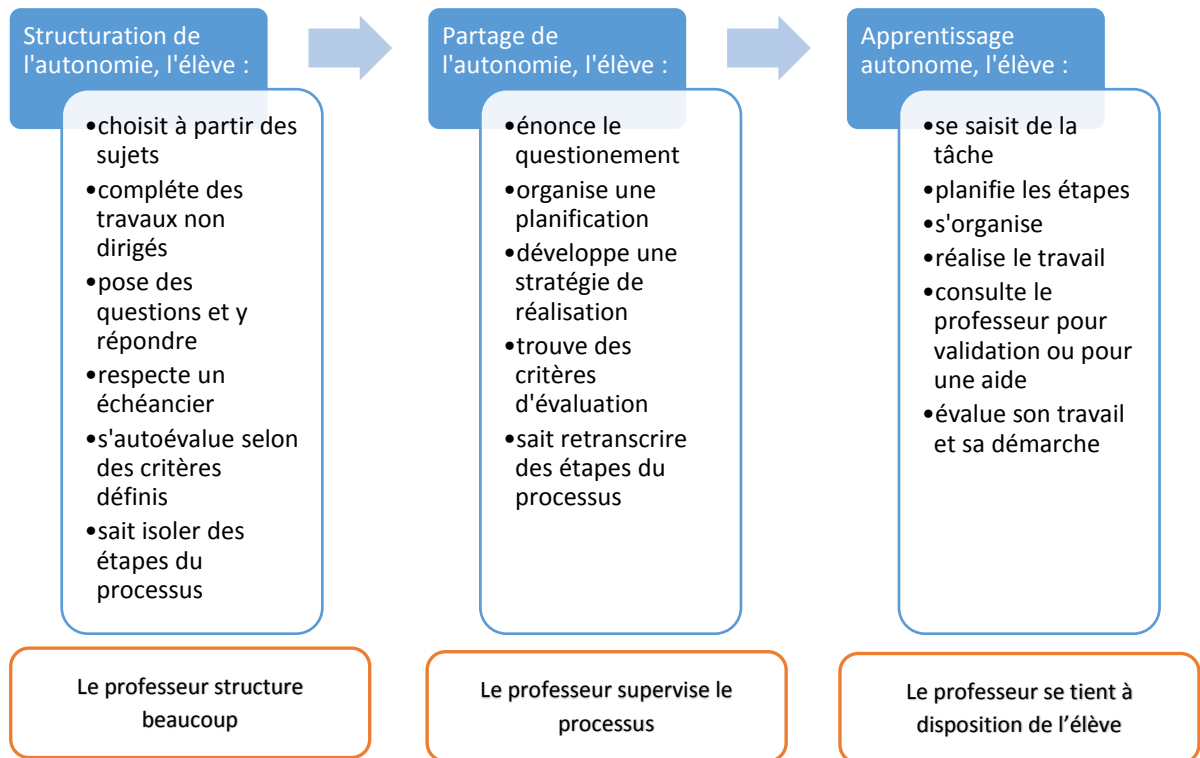 Structuration de
l'autonomie, l'élève :
•choisit à partir des
sujets
•compléte des
travaux non
dirigés
•pose des
questions et y
répondre
•respecte un
échéancier
•s'autoévalue selon
des critères
définis
•sait isoler des
étapes du
processus
Le professeur structure
beaucoup
Partage de
l'autonomie, l'élève :
•énonce le
questionement
•organise une
planification
•développe une
stratégie de
réalisation
•trouve des
critères
d'évaluation
•sait retranscrire
des étapes du
processus
Le professeur supervise le
processus
Apprentissage
autonome, l'élève :
•se saisit de la
tâche
•planifie les étapes
•s'organise
•réalise le travail
•consulte le
professeur pour
validation ou pour
une aide
•évalue son travail
et sa démarche
Le professeur se tient à
disposition de l’élève